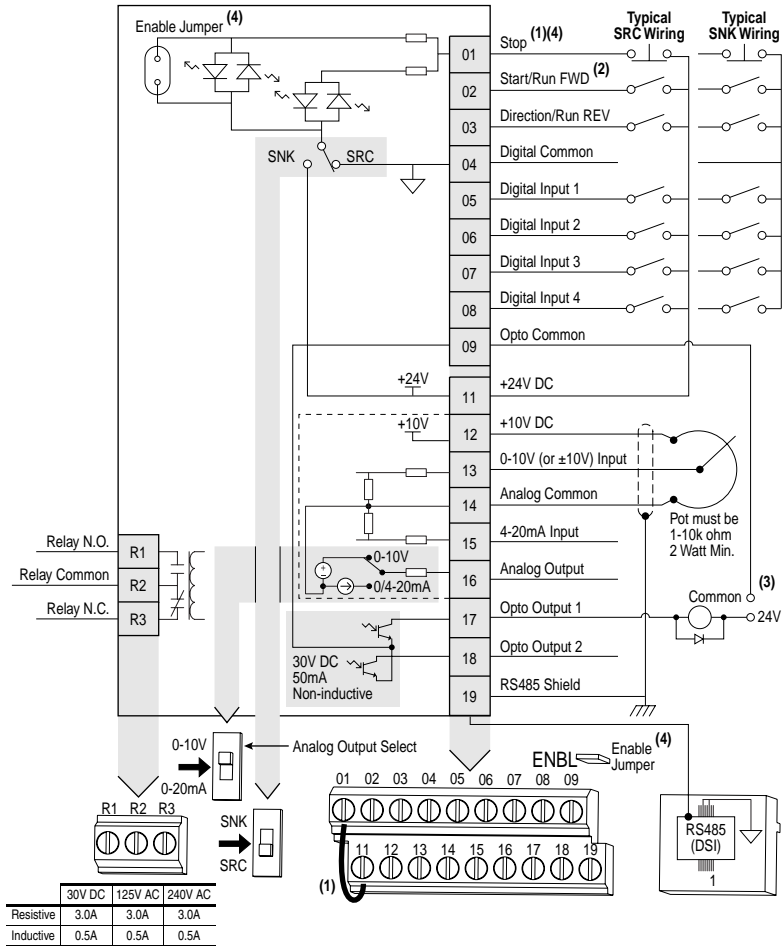 Enable Jumper (4)
Typical
SRC Wiring
Typical
SNK Wiring
01
Stop (1)(4)
02
Start/Run FWD (2)
03
Direction/Run REV
SNK
SRC
04
Digital Common
05
Digital Input 1
06
Digital Input 2
07
Digital Input 3
08
Digital Input 4
09
Opto Common
+24V
11
+24V DC
+10V
12
+10V DC
13
0-10V (or ±10V) Input
14
Analog Common
Pot must be
1-10k ohm
2 Watt Min.
15
4-20mA Input
Relay N.O.
R1
Relay Common
R2
Relay N.C.
R3
0-10V
0/4-20mA
+
16
Analog Output
Common
(3)
24V
17
Opto Output 1
18
Opto Output 2
30V DC
50mA
Non-inductive
19
RS485 Shield
0-10V
0-20mA
Analog Output Select
ENBL
Enable (4)
Jumper
01 02 03 04 05 06 07 08 09
11 12 13 14 15 16 17 18 19
(1)
R1 R2 R3
SNK
SRC
RS485
(DSI)
1
30V DC 125V AC 240V AC
Resistive 3.0A 3.0A 3.0A
Inductive 0.5A 0.5A 0.5A